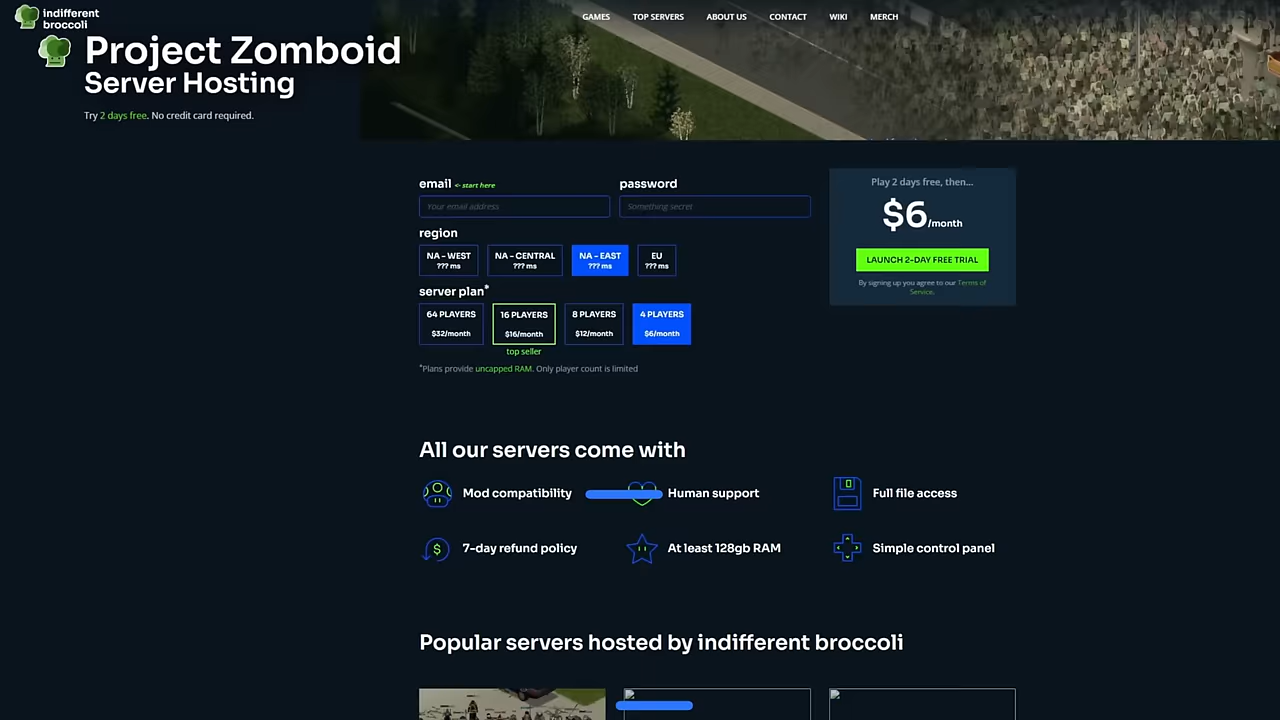 indifferent
broccoli
GAMES TOP SERVERS ABOUT US CONTACT WIKI MERCH
Project Zomboid
Server Hosting
Try 2 days free. No credit card required.
email <- start here
password
Your email address
Something secret
region
NA – WEST
??? ms
NA – CENTRAL
??? ms
NA – EAST
??? ms
EU
??? ms
server plan*
64 PLAYERS
$32/month
16 PLAYERS
$16/month
8 PLAYERS
$12/month
4 PLAYERS
$6/month
top seller
*Plans provide uncapped RAM. Only player count is limited
Play 2 days free, then...
$6/month
LAUNCH 2-DAY FREE TRIAL
By signing up you agree to our Terms of
Service.
All our servers come with
Mod compatibility
Human support
Full file access
7-day refund policy
At least 128gb RAM
Simple control panel
Popular servers hosted by indifferent broccoli